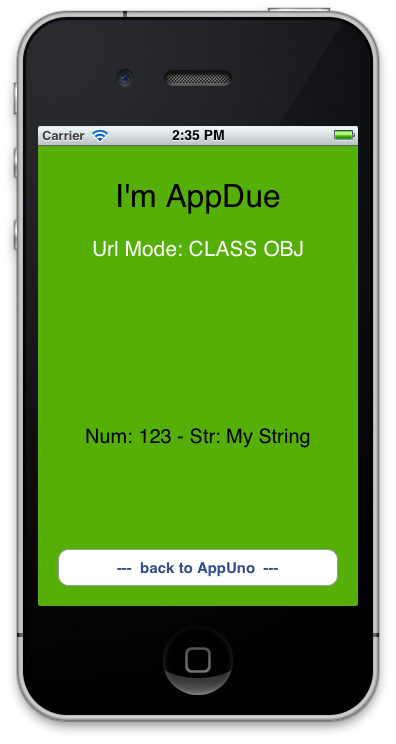 Carrier 2:35 PM
I'm AppDue
Url Mode: CLASS OBJ
Num: 123 - Str: My String
--- back to AppUno ---